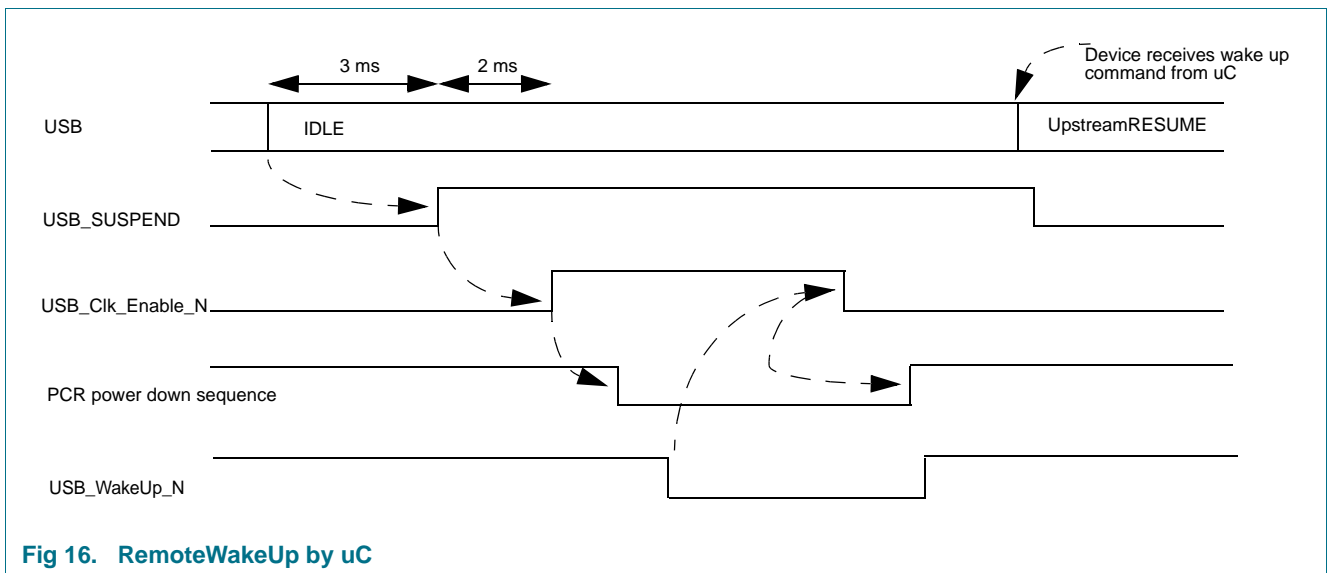 3 ms
2 ms
Device receives wake up
command from uC
USB
IDLE
UpstreamRESUME
USB_SUSPEND
USB_Clk_Enable_N
PCR power down sequence
USB_WakeUp_N
Fig 16. RemoteWakeUp by uC